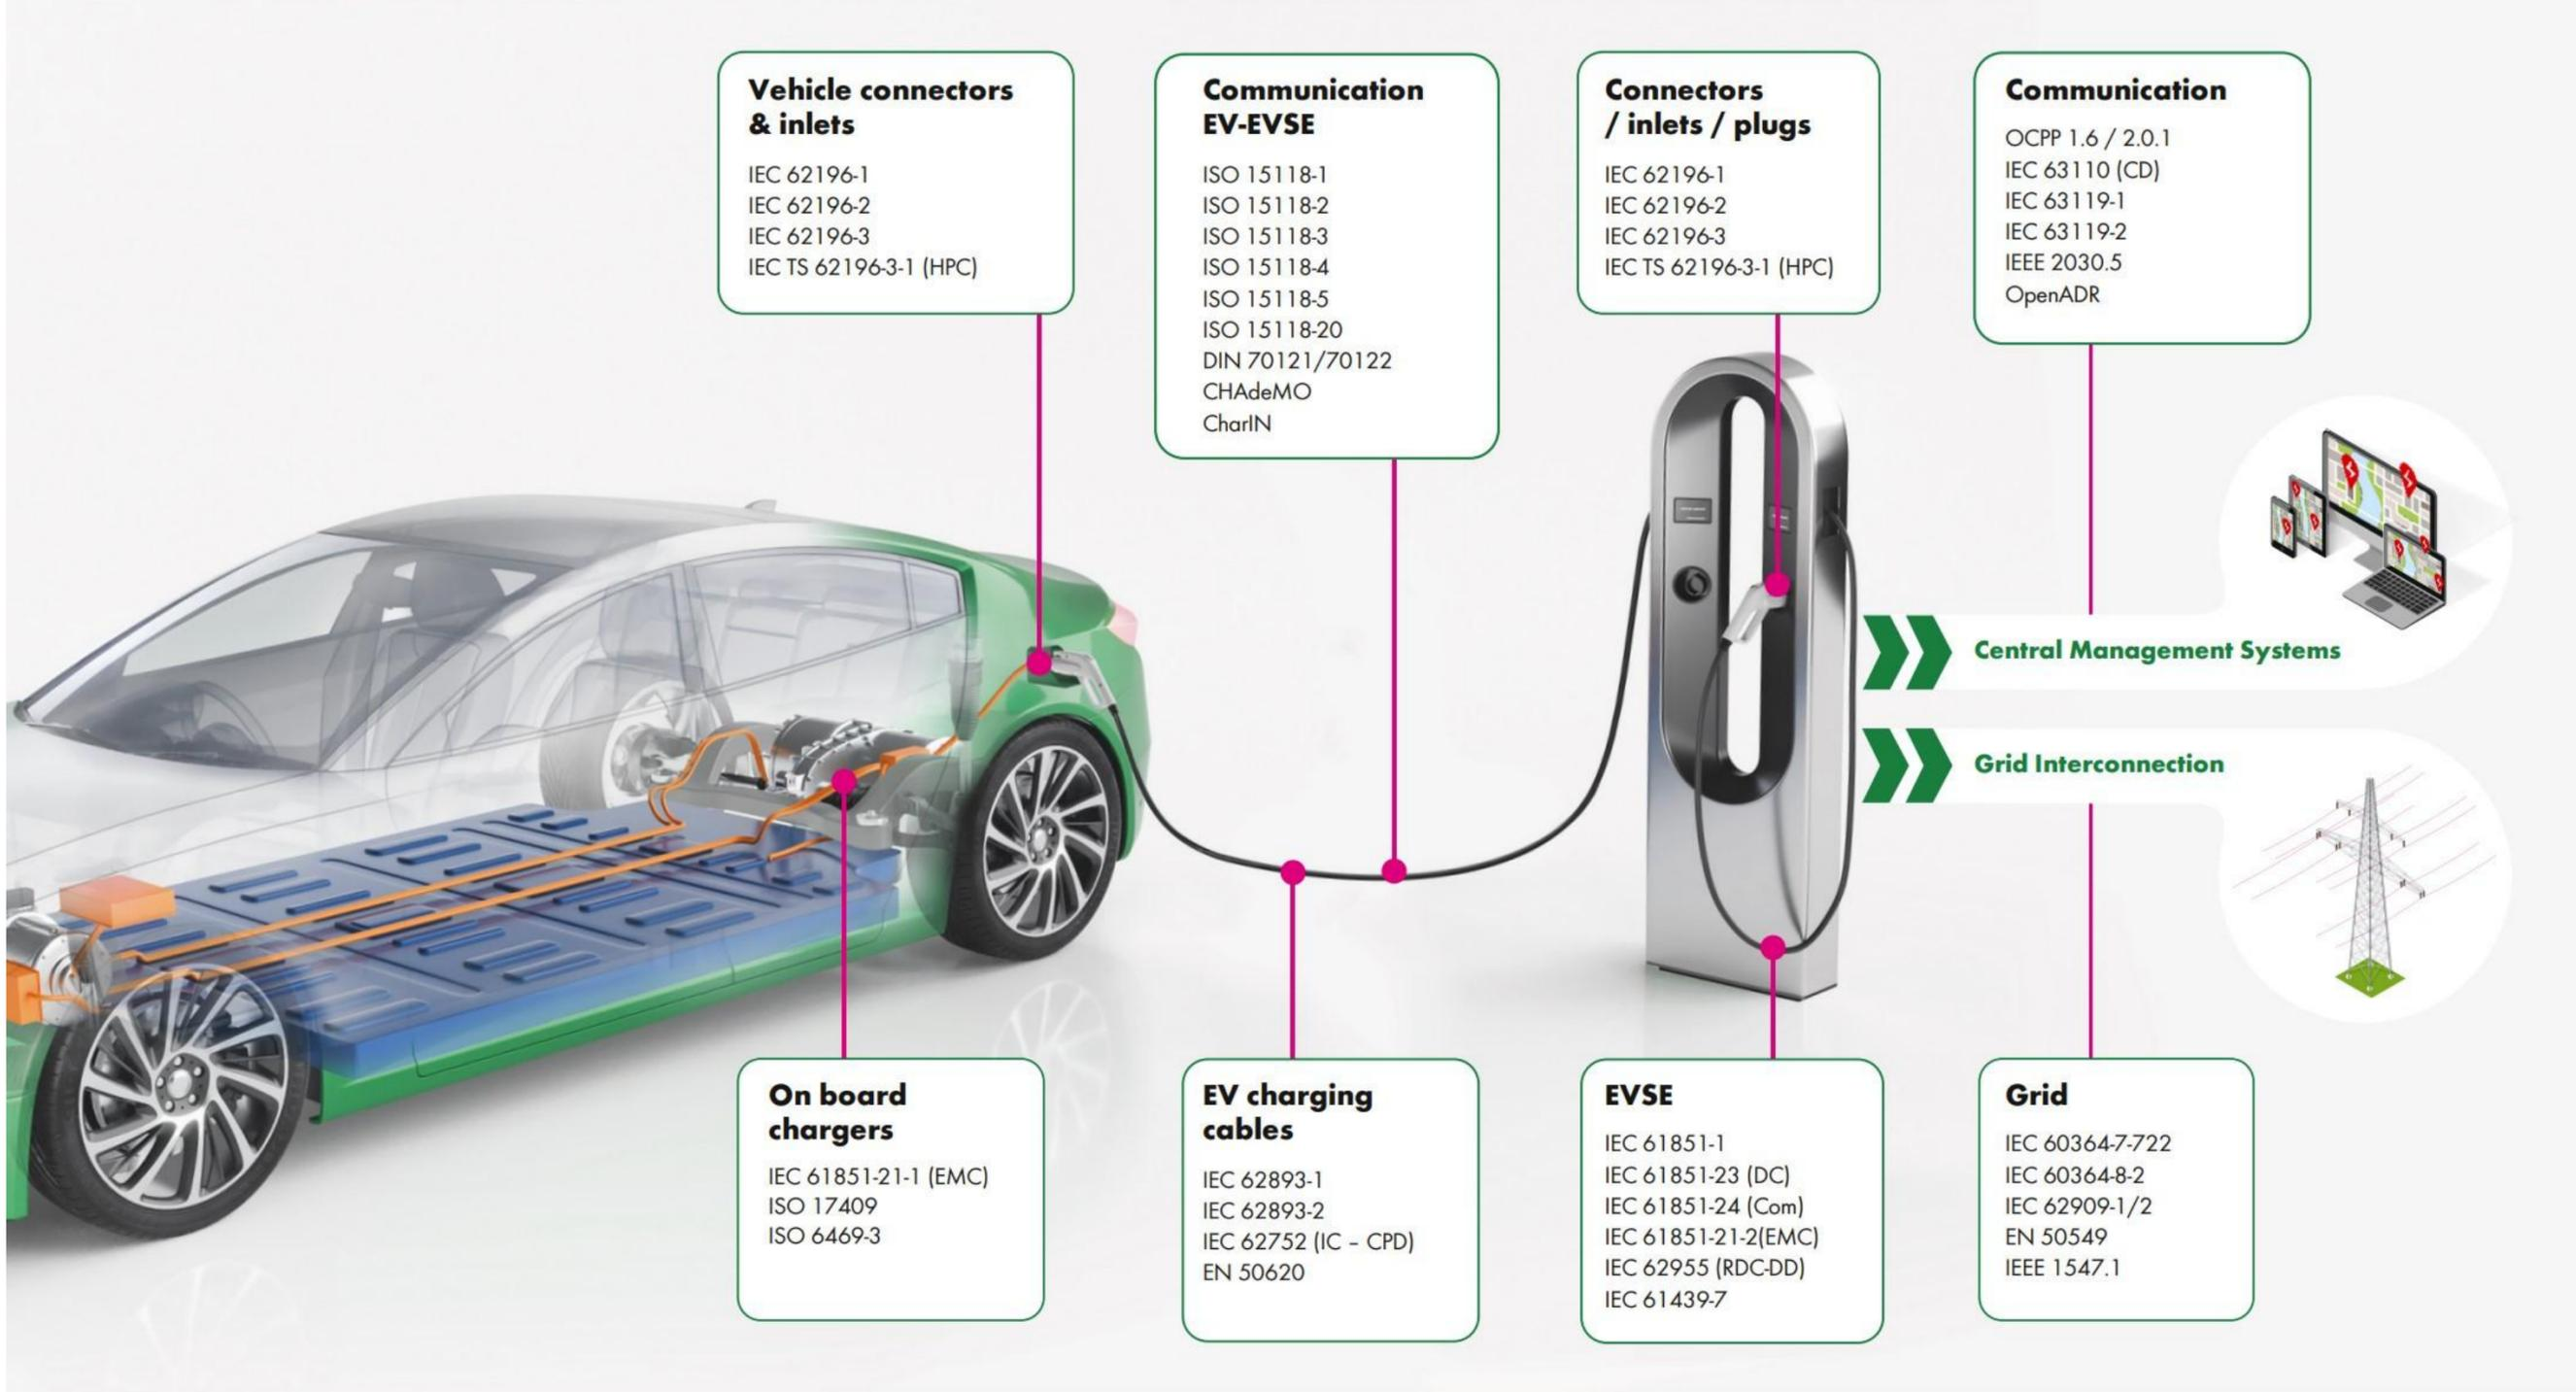 Vehicle connectors
& inlets
IEC 62196-1
IEC 62196-2
IEC 62196-3
IEC TS 62196-3-1 (HPC)
Communication
EV-EVSE
ISO 15118-1
ISO 15118-2
ISO 15118-3
ISO 15118-4
ISO 15118-5
ISO 15118-20
DIN 70121/70122
CHAdeMO
CharIN
Connectors
/ inlets / plugs
IEC 62196-1
IEC 62196-2
IEC 62196-3
IEC TS 62196-3-1 (HPC)
Communication
OCPP 1.6 / 2.0.1
IEC 63110 (CD)
IEC 63119-1
IEC 63119-2
IEEE 2030.5
OpenADR
Central Management Systems
Grid Interconnection
On board
chargers
IEC 61851-21-1 (EMC)
ISO 17409
ISO 6469-3
EV charging
cables
IEC 62893-1
IEC 62893-2
IEC 62752 (IC – CPD)
EN 50620
EVSE
IEC 61851-1
IEC 61851-23 (DC)
IEC 61851-24 (Com)
IEC 61851-21-2(EMC)
IEC 62955 (RDC-DD)
IEC 61439-7
Grid
IEC 60364-7-722
IEC 60364-8-2
IEC 62909-1/2
EN 50549
IEEE 1547.1